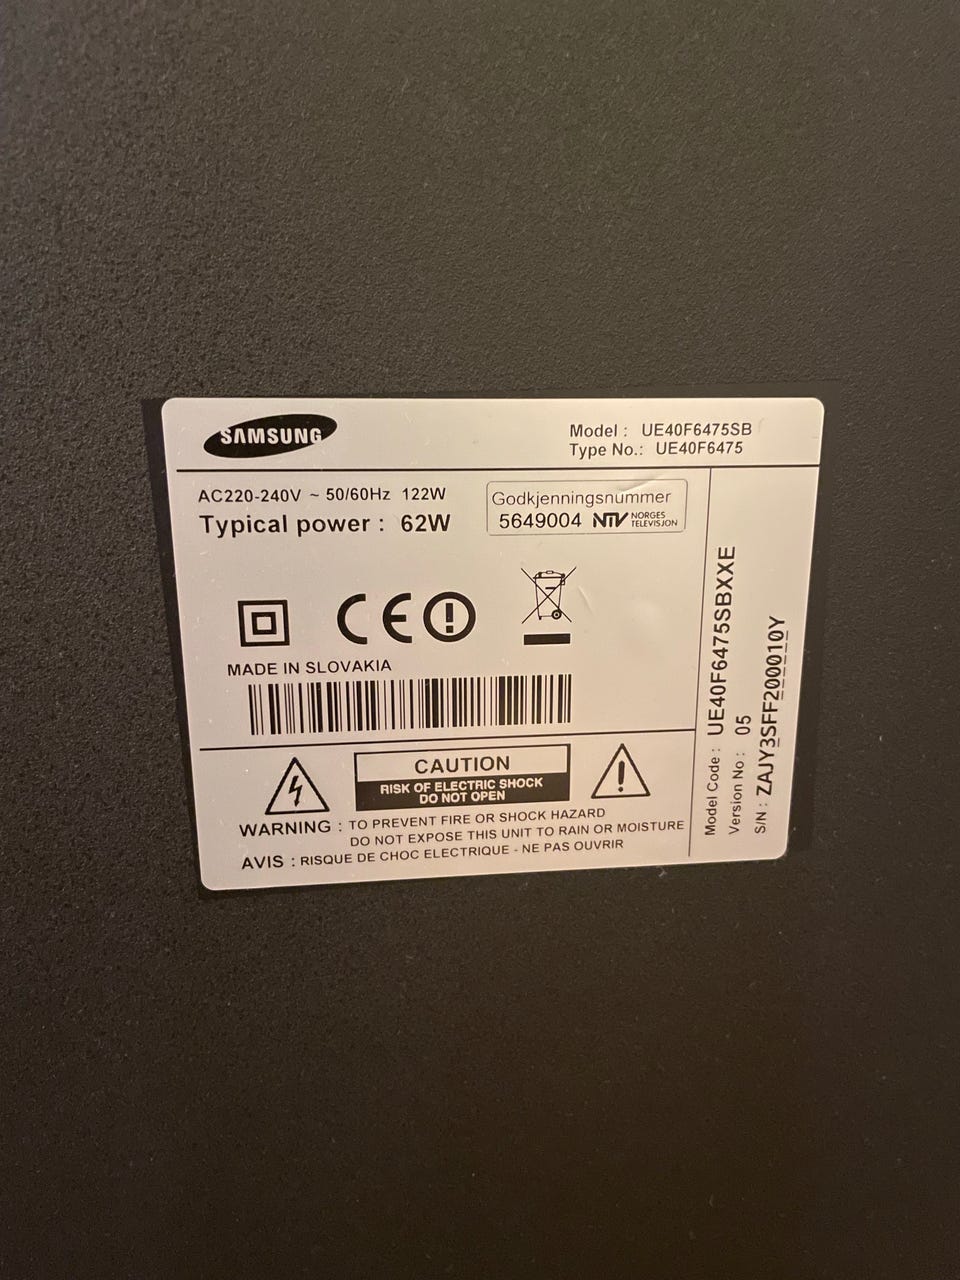 SAMSUNG
Model : UE40F6475SB
Type No.: UE40F6475
AC220-240V ~ 50/60Hz 122W
Typical power : 62W
Godkjenningsnummer
5649004 NTV NORGES TELEVISJON
CE
MADE IN SLOVAKIA
CAUTION
RISK OF ELECTRIC SHOCK
DO NOT OPEN
WARNING : TO PREVENT FIRE OR SHOCK HAZARD
DO NOT EXPOSE THIS UNIT TO RAIN OR MOISTURE
AVIS : RISQUE DE CHOC ELECTRIQUE - NE PAS OUVRIR
Model Code : UE40F6475SBXXE
Version No.: 05
S/N : ZAJY3SFF200010Y